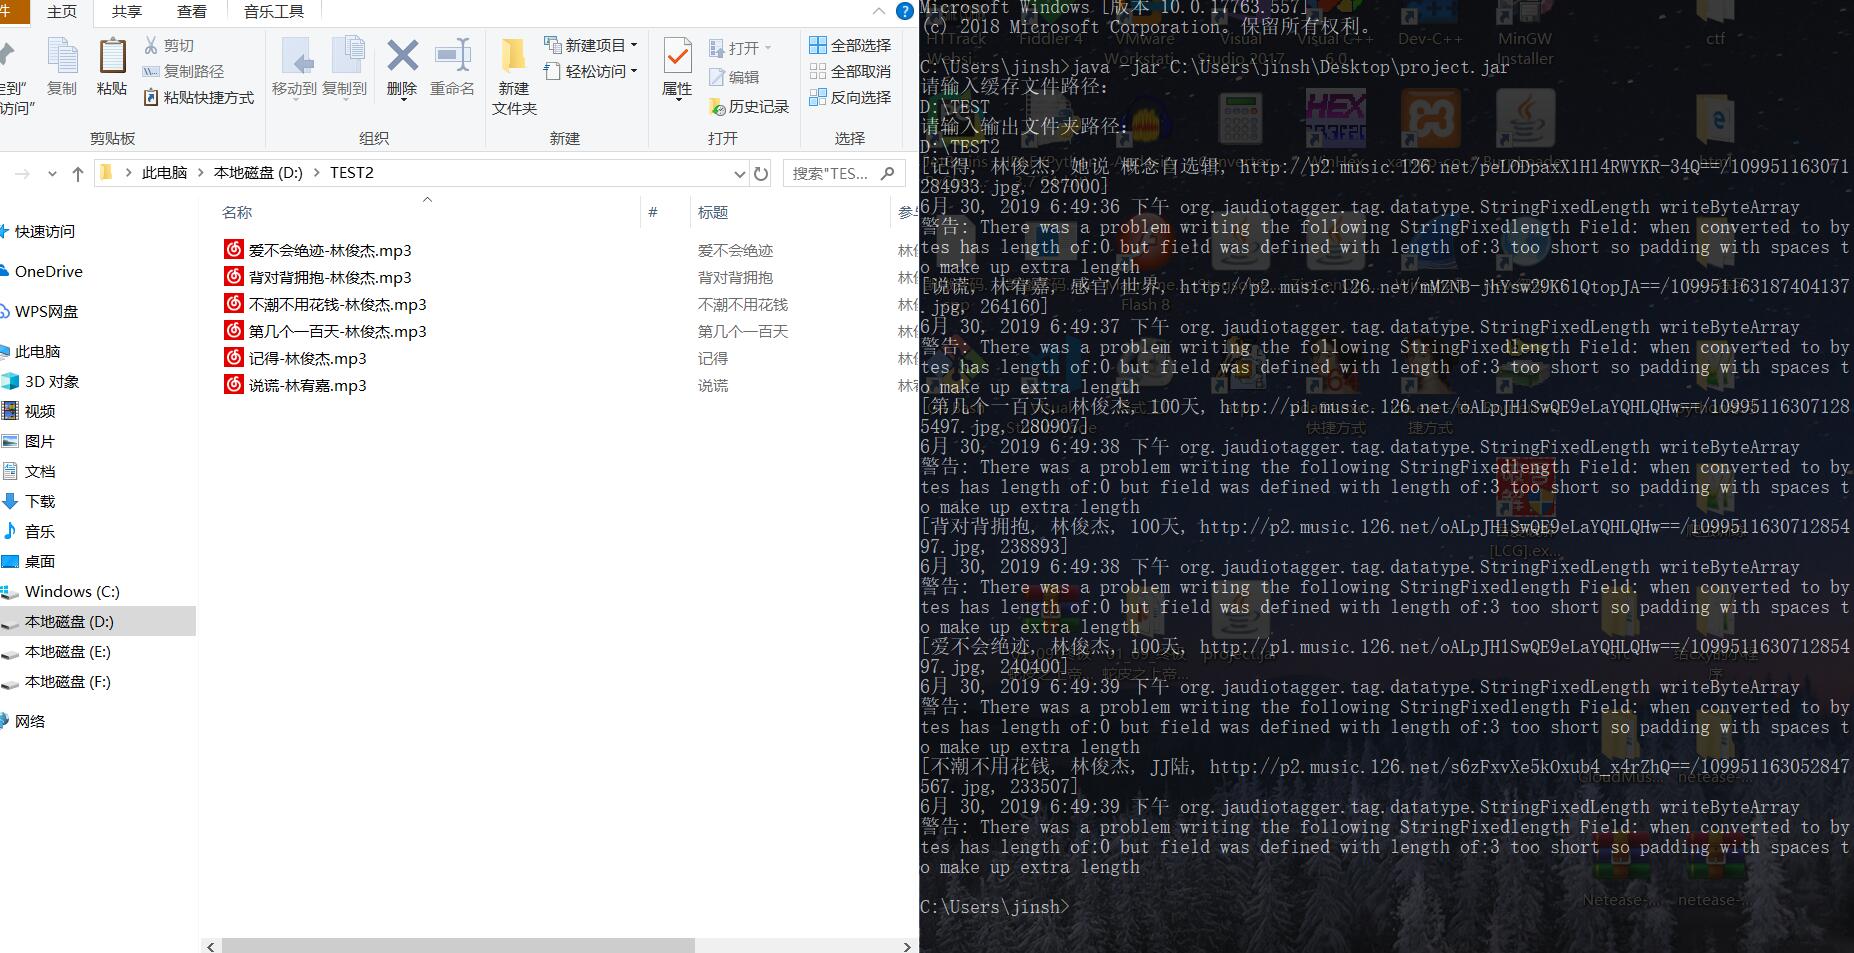 件
主页
共享
查看
音乐工具
复制
粘贴
剪切
复制路径
粘贴快捷方式
定到"
访问"
移动到
复制到
删除
重命名
新建
文件夹
新建项目
轻松访问
属性
打开
编辑
历史记录
全部选择
全部取消
反向选择
剪贴板
组织
新建
打开
选择
此电脑
本地磁盘 (D:)
TEST2
搜索"TES...
名称
#
标题
参与
快速访问
OneDrive
WPS网盘
此电脑
3D 对象
视频
图片
文档
下载
音乐
桌面
Windows (C:)
本地磁盘 (D:)
本地磁盘 (E:)
本地磁盘 (F:)
网络
爱不会绝迹-林俊杰.mp3 爱不会绝迹
背对背拥抱-林俊杰.mp3 背对背拥抱
不潮不用花钱-林俊杰.mp3 不潮不用花钱
第几个一百天-林俊杰.mp3 第几个一百天
记得-林俊杰.mp3 记得
说谎-林宥嘉.mp3 说谎
Microsoft Windows [版本 10.0.17763.557]
(c) 2018 Microsoft Corporation。保留所有权利。
C:\Users\jinsh>java -jar C:\Users\jinsh\Desktop\project.jar
请输入缓存文件路径:
D:\TEST
请输入输出文件夹路径:
D:\TEST2
[记得, 林俊杰, 她说 概念自选辑, http://p2.music.126.net/peLODpaxX1Hl4RWYKR-34Q==/109951163071
284933.jpg, 287000]
6月 30, 2019 6:49:36 下午 org.jaudiotagger.tag.datatype.StringFixedLength writeByteArray
警告: There was a problem writing the following StringFixedlength Field: when converted to by
tes has length of:0 but field was defined with length of:3 too short so padding with spaces t
o make up extra length
[说谎, 林宥嘉, 感官/世界, http://p2.music.126.net/mMZNB-jhYsw29K61QtopJA==/109951163187404137
.jpg, 264160]
6月 30, 2019 6:49:37 下午 org.jaudiotagger.tag.datatype.StringFixedLength writeByteArray
警告: There was a problem writing the following StringFixedlength Field: when converted to by
tes has length of:0 but field was defined with length of:3 too short so padding with spaces t
o make up extra length
[第几个一百天, 林俊杰, 100天, http://p1.music.126.net/oALpJHlSwQE9eLaYQHLQHw==/10995116307128
5497.jpg, 280907]
6月 30, 2019 6:49:38 下午 org.jaudiotagger.tag.datatype.StringFixedLength writeByteArray
警告: There was a problem writing the following StringFixedlength Field: when converted to by
tes has length of:0 but field was defined with length of:3 too short so padding with spaces t
o make up extra length
[背对背拥抱, 林俊杰, 100天, http://p2.music.126.net/oALpJHlSwQE9eLaYQHLQHw==/1099511630712854
97.jpg, 238893]
6月 30, 2019 6:49:38 下午 org.jaudiotagger.tag.datatype.StringFixedLength writeByteArray
警告: There was a problem writing the following StringFixedlength Field: when converted to by
tes has length of:0 but field was defined with length of:3 too short so padding with spaces t
o make up extra length
[爱不会绝迹, 林俊杰, 100天, http://p1.music.126.net/oALpJHlSwQE9eLaYQHLQHw==/1099511630712854
97.jpg, 240400]
6月 30, 2019 6:49:39 下午 org.jaudiotagger.tag.datatype.StringFixedLength writeByteArray
警告: There was a problem writing the following StringFixedlength Field: when converted to by
tes has length of:0 but field was defined with length of:3 too short so padding with spaces t
o make up extra length
[不潮不用花钱, 林俊杰, JJ陆, http://p2.music.126.net/s6zFxvXe5kOxub4_x4rZhQ==/109951163052847
567.jpg, 233507]
6月 30, 2019 6:49:39 下午 org.jaudiotagger.tag.datatype.StringFixedLength writeByteArray
警告: There was a problem writing the following StringFixedlength Field: when converted to by
tes has length of:0 but field was defined with length of:3 too short so padding with spaces t
o make up extra length
C:\Users\jinsh>